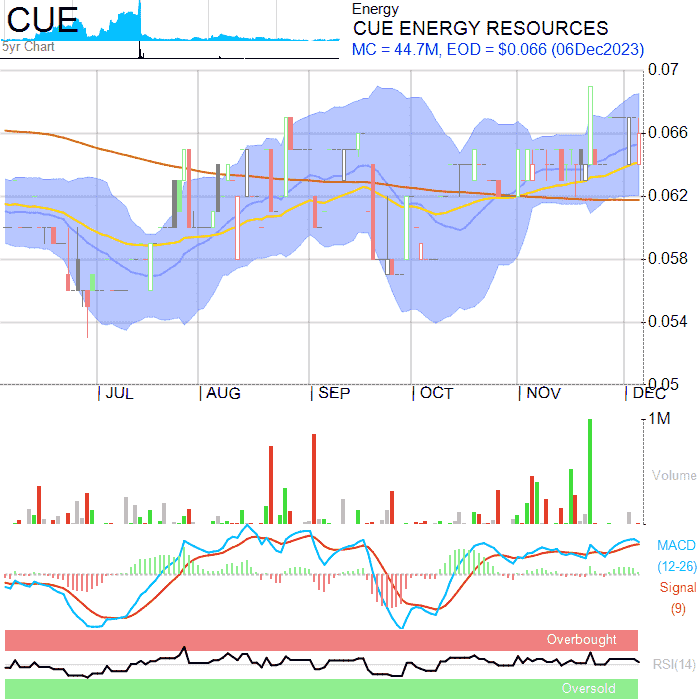 CUE
5yr Chart
Energy
CUE ENERGY RESOURCES
MC = 44.7M, EOD = $0.066 (06Dec2023)
0.07
0.066
0.062
0.058
0.054
0.05
JUL AUG SEP OCT NOV DEC
1M
Volume
MACD
(12-26)
Signal
(9)
Overbought
RSI(14)
Oversold